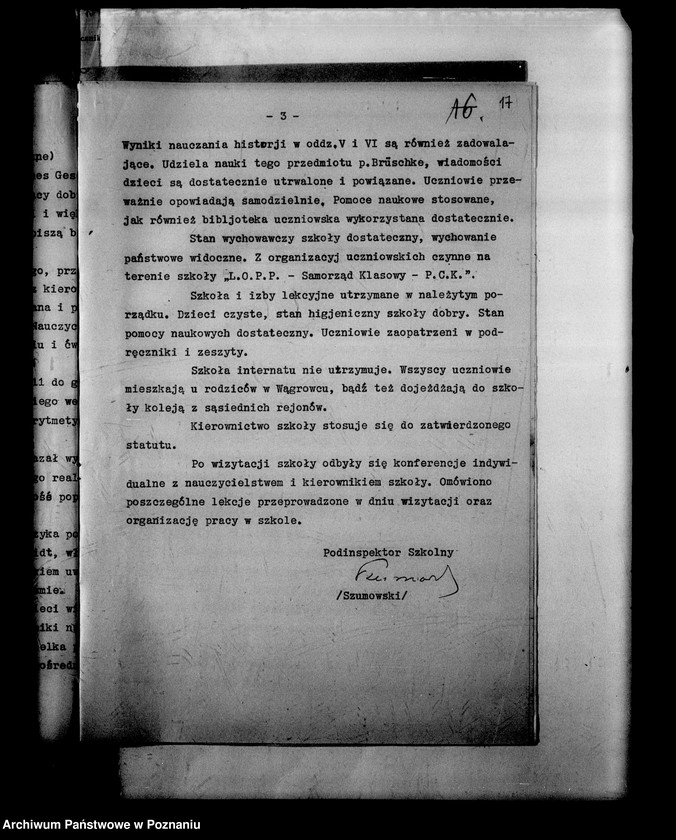 - 3 -
16. 17
Wyniki nauczania historji w oddz.V i VI są również zadowala-
jące. Udziela nauki tego przedmiotu p.Brüschke, wiadomości
dzieci są dostatecznie utrwalone i powiązane. Uczniowie prze-
ważnie opowiadają samodzielnie. Pomoce naukowe stosowane,
jak również bibljoteka uczniowska wykorzystana dostatecznie.
Stan wychowawczy szkoły dostateczny, wychowanie
państwowe widoczne. Z organizacyj uczniowskich czynne na
terenie szkoły „L.O.P.P. - Samorząd Klasowy - P.C.K.”.
Szkoła i izby lekcyjne utrzymane w należytym po-
rządku. Dzieci czyste, stan higjeniczny szkoły dobry. Stan
pomocy naukowych dostateczny. Uczniowie zaopatrzeni w pod-
ręczniki i zeszyty.
Szkoła internatu nie utrzymuje. Wszyscy uczniowie
mieszkają u rodziców w Wągrowcu, bądź też dojeżdżają do szko-
ły koleją z sąsiednich rejonów.
Kierownictwo szkoły stosuje się do zatwierdzonego
statutu.
Po wizytacji szkoły odbyły się konferencje indywi-
dualne z nauczycielstwem i kierownikiem szkoły. Omówiono
poszczególne lekcje przeprowadzone w dniu wizytacji oraz
organizację pracy w szkole.
Podinspektor Szkolny
/Szumowski/
Archiwum Państwowe w Poznaniu